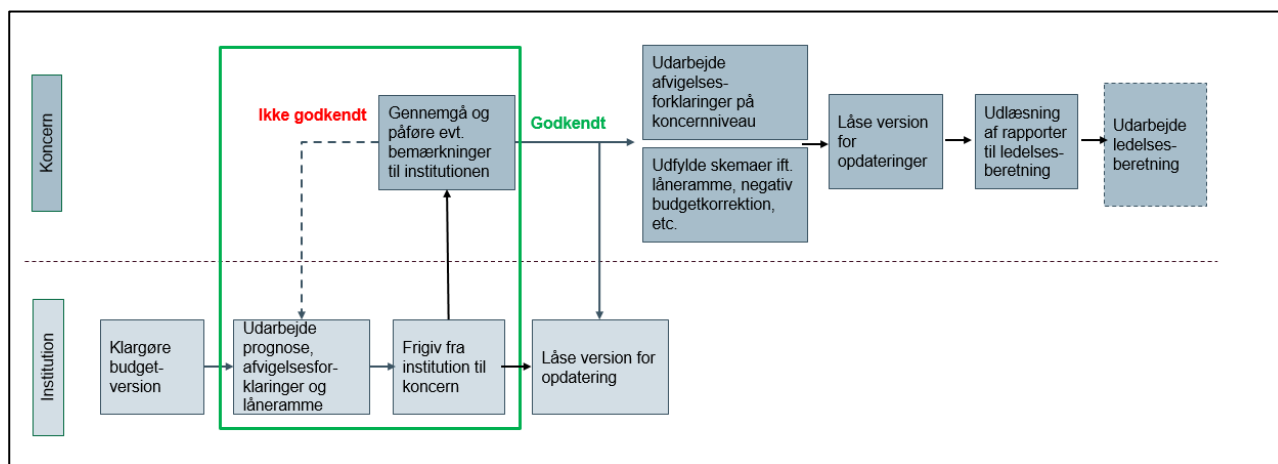 Koncern
Ikke godkendt
Gennemgå og
påføre evt.
bemærkninger
til institutionen
Godkendt
Udarbejde
afvigelses-
forklaringer på
koncernniveau
Udfylde skemaer ift.
låneramme, negativ
budgetkorrektion,
etc.
Låse version
for
opdateringer
Udlæsning
af rapporter
til ledelses-
beretning
Udarbejde
ledelses-
beretning
Institution
Klargøre
budget-
version
Udarbejde
prognose,
afvigelsesfor-
klaringer og
låneramme
Frigiv fra
institution til
koncern
Låse version for
opdatering